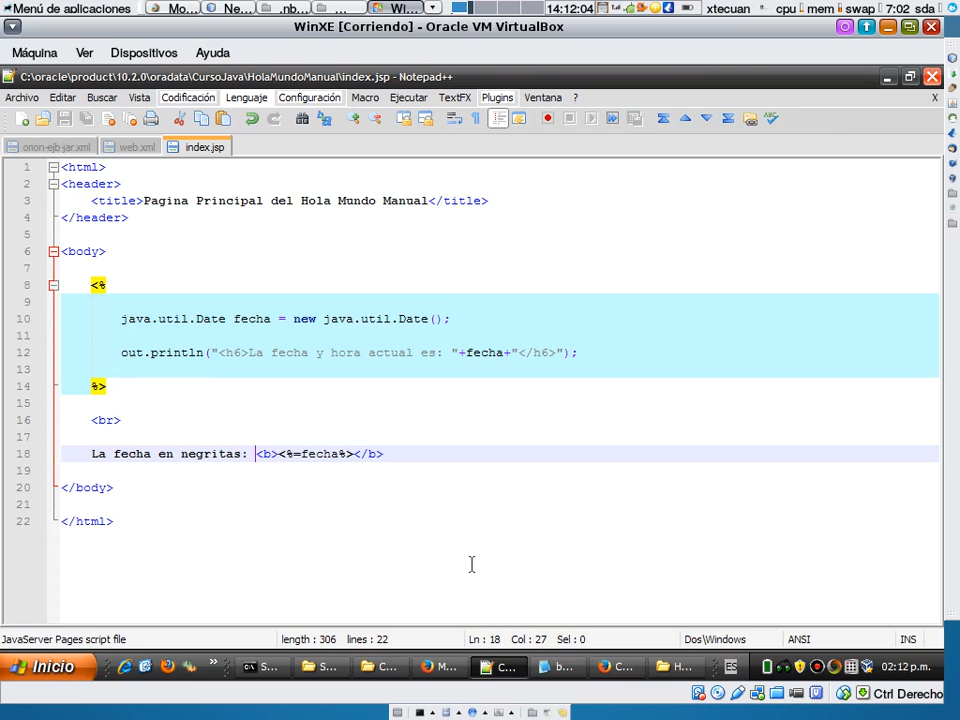 Menú de aplicaciones Mo... Ne... .nb... ... Wi... 14:12:04 xtecuan cpu mem swap 7:02 sda
WinXE [Corriendo] - Oracle VM VirtualBox
Máquina Ver Dispositivos Ayuda
C:\oracle\product\10.2.0\oradata\CursoJava\HolaMundoManual\index.jsp - Notepad++
Archivo Editar Buscar Vista Codificación Lenguaje Configuración Macro Ejecutar TextFX Plugins Ventana ? X
orion-ejb-jar.xml web.xml index.jsp
1 <html>
2 <header>
3 <title>Pagina Principal del Hola Mundo Manual</title>
4 </header>
5
6 <body>
7
8 <%
9
10 java.util.Date fecha = new java.util.Date();
11
12 out.println("<h6>La fecha y hora actual es: "+fecha+"</h6>");
13
14 %>
15
16 <br>
17
18 La fecha en negritas: <b><%=fecha%></b>
19
20 </body>
21
22 </html>
JavaServer Pages script file length : 306 lines : 22 Ln : 18 Col : 27 Sel : 0 Dos\Windows ANSI INS
Inicio » S... S... C... M... C... b... C... H... ES 02:12 p.m.
Ctrl Derecho